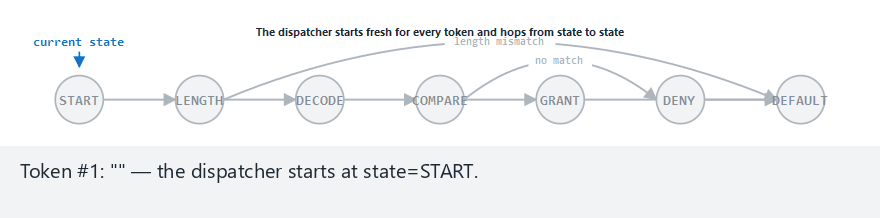 The dispatcher starts fresh for every token and hops from state to state
current state
length mismatch
no match
START
LENGTH
DECODE
COMPARE
GRANT
DENY
DEFAULT
Token #1: "" — the dispatcher starts at state=START.